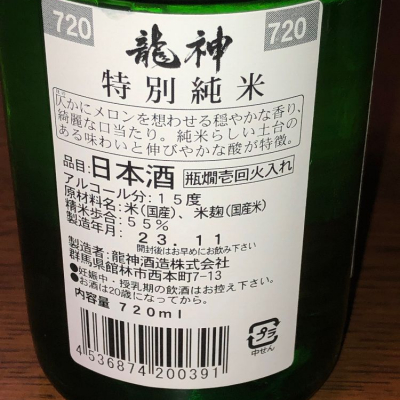 720
龍神
720
特別純米
仄かにメロンを想わせる穏やかな香り、
綺麗な口当たり。純米らしい土台の
ある味わいと伸びやかな酸が特徴。
品目:日本酒 瓶燗壱回火入れ
アルコール分:15度
原材料名:米(国産)、米麹(国産米)
精米歩合:55%
製造年月: 23.11
開封後はお早めにお飲み下さい
製造者:龍神酒造株式会社
群馬県館林市西本町7-13
●妊娠中・授乳期の飲酒はお控え下さい。
●お酒は20歳になってから。
内容量 720ml
4 536874 200391
プラ
中せん